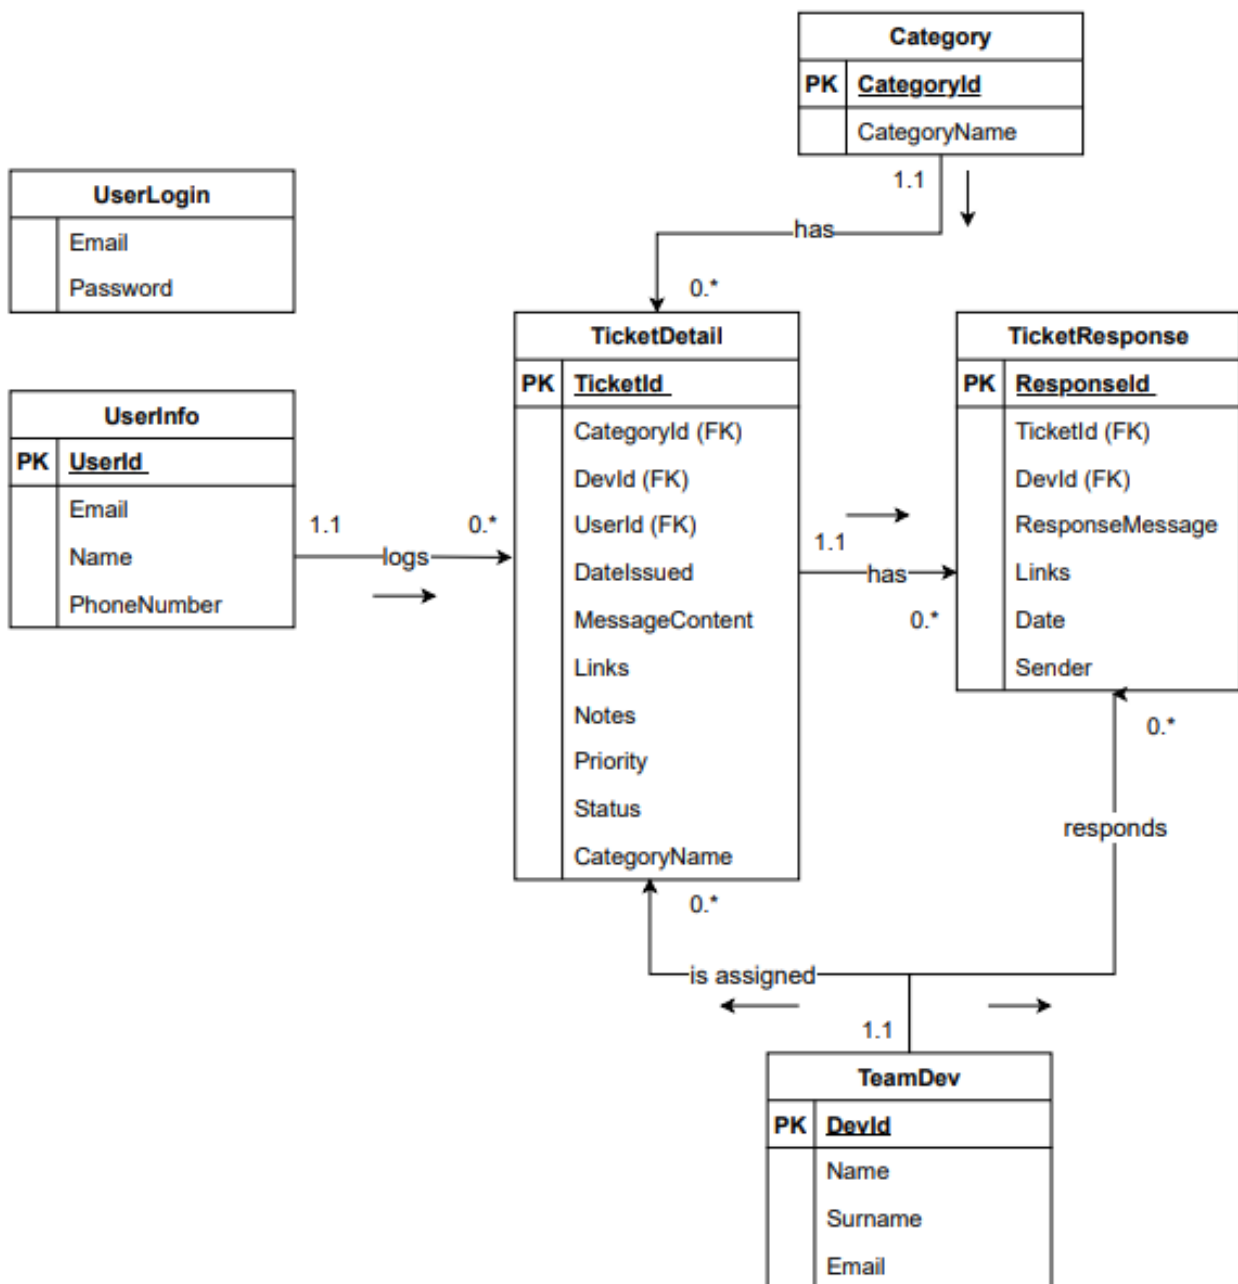 Category
PK CategoryId
CategoryName
1.1
has
0.*
UserLogin
Email
Password
UserInfo
PK UserId
Email
Name
PhoneNumber
1.1
logs
0.*
TicketDetail
PK TicketId
CategoryId (FK)
DevId (FK)
UserId (FK)
DateIssued
MessageContent
Links
Notes
Priority
Status
CategoryName
1.1
has
0.*
TicketResponse
PK ResponseId
TicketId (FK)
DevId (FK)
ResponseMessage
Links
Date
Sender
0.*
responds
0.*
is assigned
1.1
TeamDev
PK DevId
Name
Surname
Email